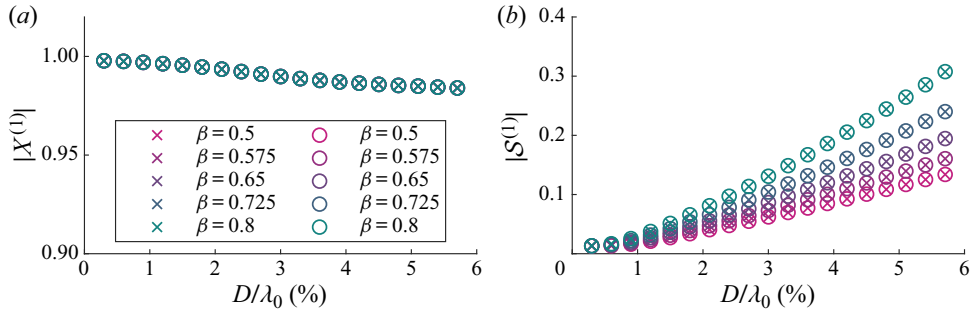 (a)
1.00
0.95
0.90
|X⁽¹⁾|
β = 0.5 β = 0.5
β = 0.575 β = 0.575
β = 0.65 β = 0.65
β = 0.725 β = 0.725
β = 0.8 β = 0.8
0 1 2 3 4 5 6
D/λ₀ (%)
(b)
0.4
0.3
0.2
0.1
|𝒮⁽¹⁾|
0 1 2 3 4 5 6
D/λ₀ (%)